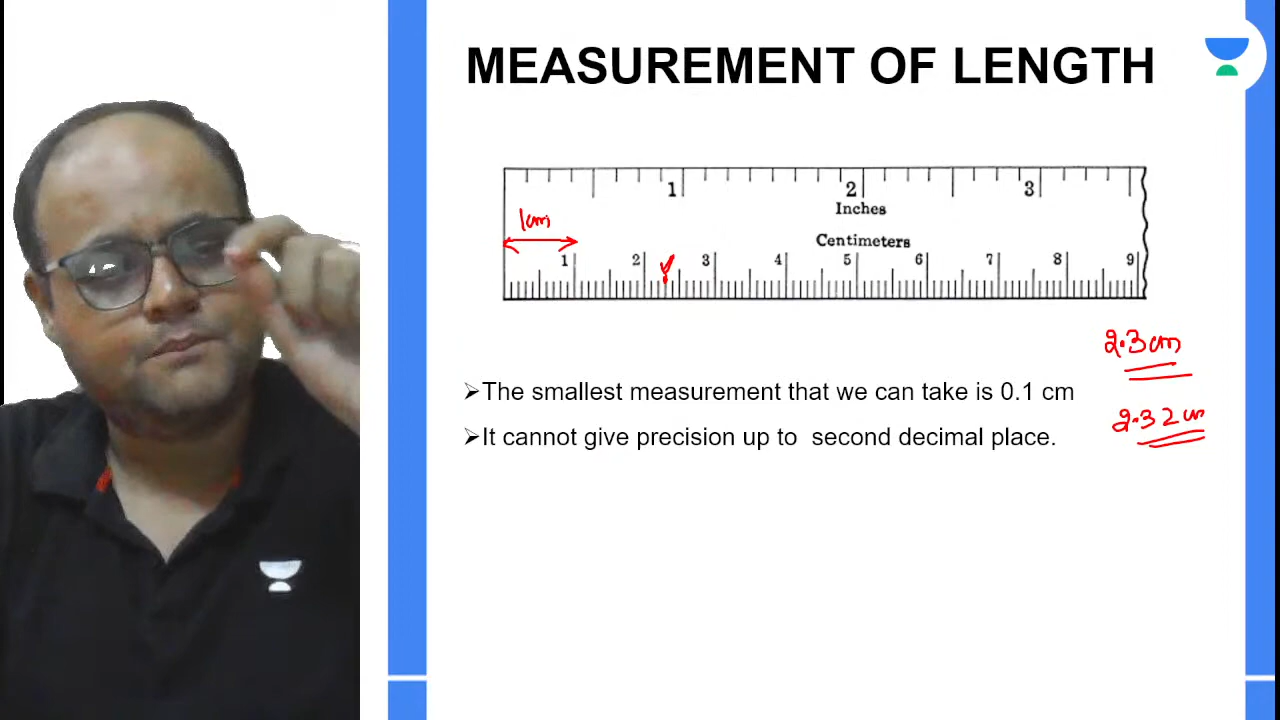 MEASUREMENT OF LENGTH
1 2 3
Inches
1cm
Centimeters
1 2 3 4 5 6 7 8 9
2.3cm
➢The smallest measurement that we can take is 0.1 cm
2.32cm
➢It cannot give precision up to second decimal place.